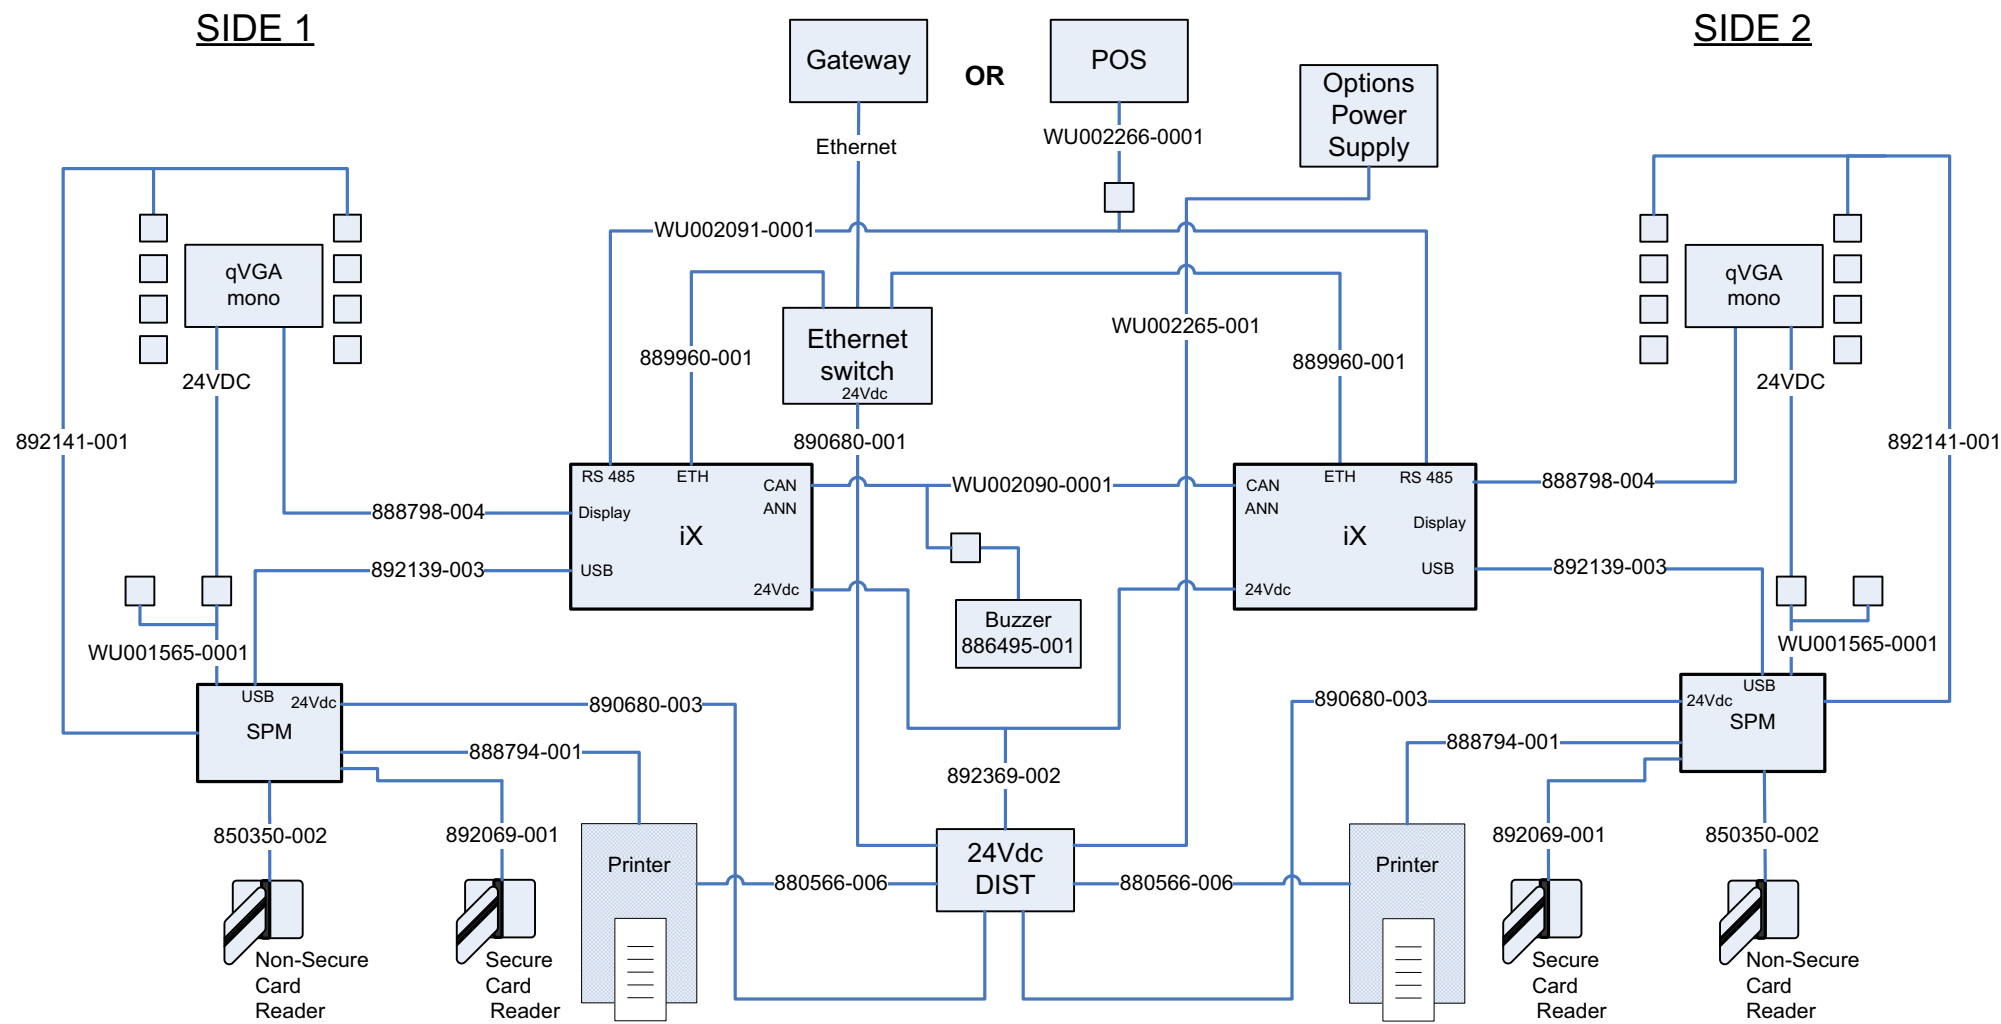 SIDE 1
SIDE 2
Gateway
OR
POS
Options
Power
Supply
Ethernet
WU002266-0001
WU002091-0001
qVGA
mono
qVGA
mono
Ethernet
switch
24Vdc
WU002265-001
889960-001
889960-001
24VDC
24VDC
892141-001
890680-001
892141-001
RS 485
ETH
CAN
ANN
Display
iX
USB
24Vdc
WU002090-0001
CAN
ANN
ETH
RS 485
Display
iX
USB
24Vdc
888798-004
888798-004
892139-003
892139-003
Buzzer
886495-001
WU001565-0001
WU001565-0001
USB
24Vdc
SPM
USB
24Vdc
SPM
890680-003
890680-003
888794-001
888794-001
892369-002
850350-002
892069-001
892069-001
850350-002
Printer
880566-006
24Vdc
DIST
880566-006
Printer
Non-Secure
Card
Reader
Secure
Card
Reader
Secure
Card
Reader
Non-Secure
Card
Reader